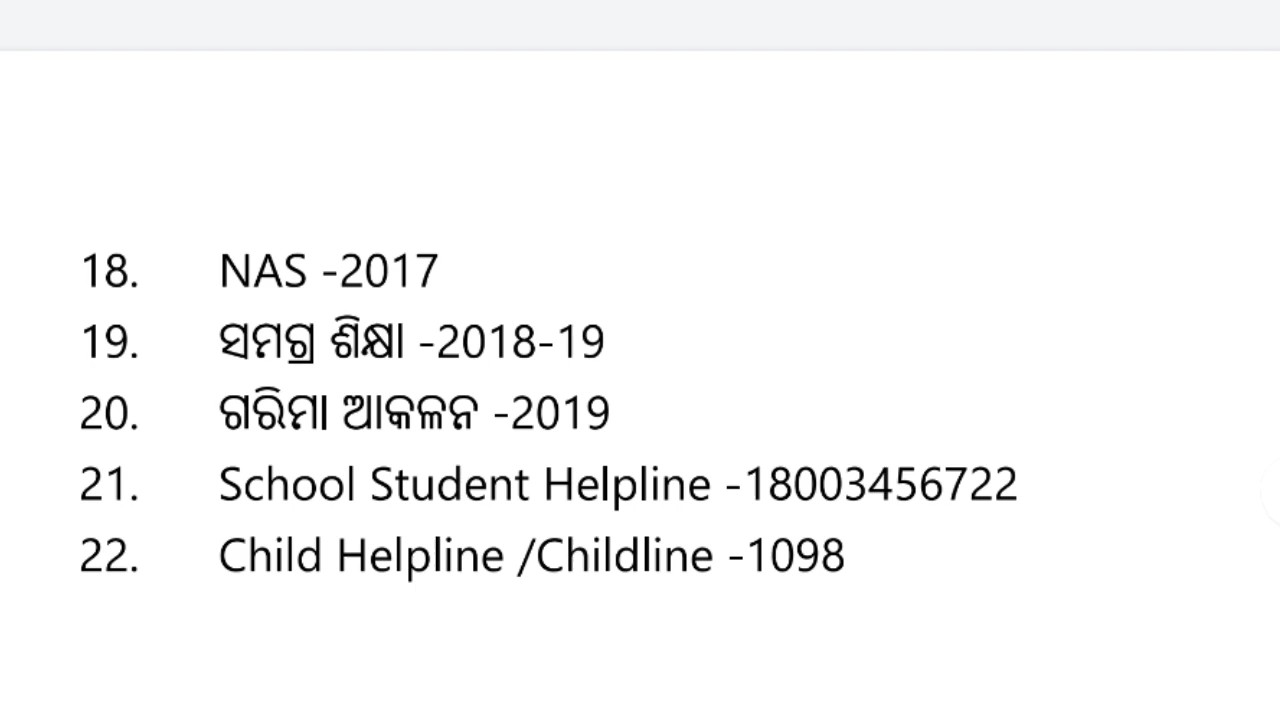 18. NAS -2017
19. ସମଗ୍ର ଶିକ୍ଷା -2018-19
20. ଗରିମା ଆକଳନ -2019
21. School Student Helpline -18003456722
22. Child Helpline /Childline -1098